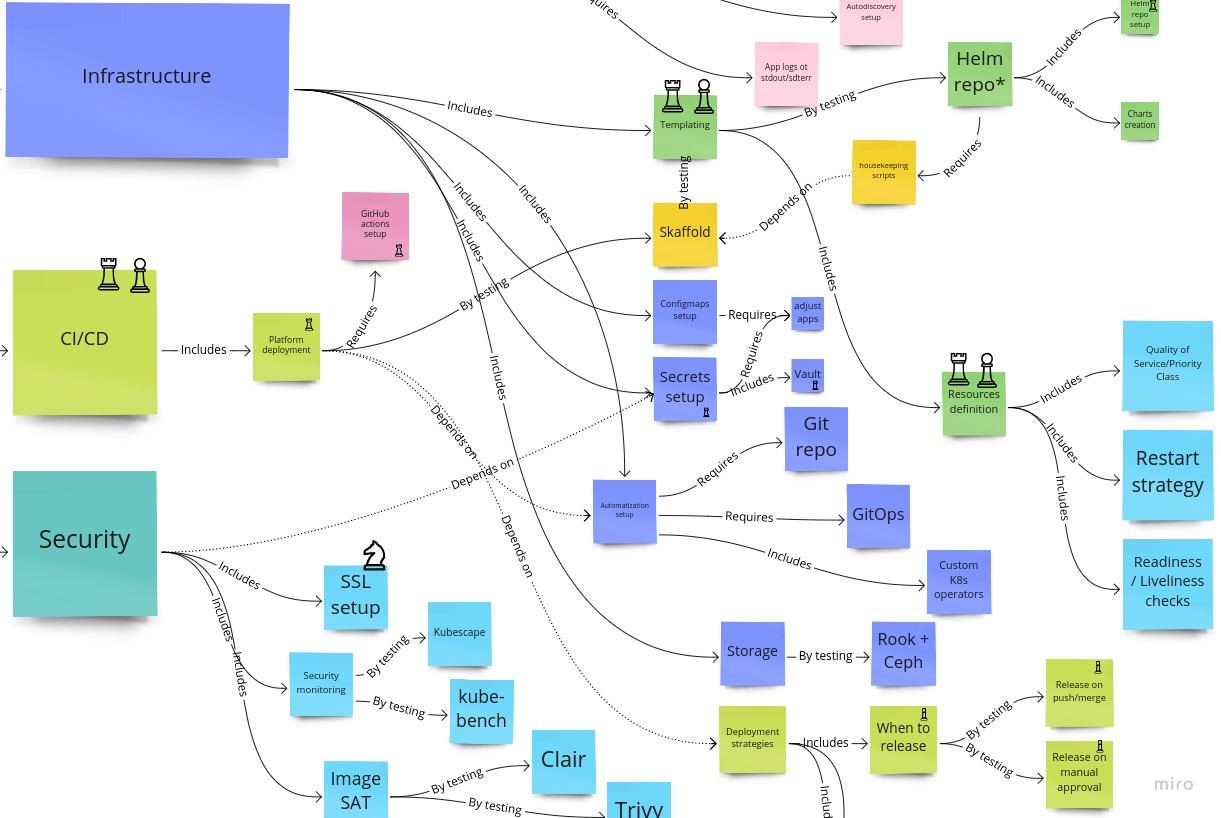 Autodiscovery
setup
Helm
repo
setup
App logs ot
stdout/sdterr
Helm
repo*
Includes
Includes
Charts
creation
Infrastructure
Includes
Templating
By testing
By testing
Requires
housekeeping
scripts
Depends on
Skaffold
Includes
Includes
Includes
Includes
Includes
GitHub
actions
setup
Requires
By testing
Configmaps
setup
Requires
adjust
apps
Requires
Secrets
setup
Includes
Vault
CI/CD
Includes
Platform
deployment
Depends on
Depends on
Depends on
Resources
definition
Includes
Includes
Includes
Quality of
Service/Priority
Class
Restart
strategy
Readiness
/ Liveliness
checks
Git
repo
Requires
Automatization
setup
Requires
GitOps
Includes
Custom
K8s
operators
Security
Includes
SSL
setup
Includes
Includes
Security
monitoring
By testing
Kubescape
By testing
kube-
bench
Image
SAT
By testing
Clair
By testing
Trivy
Storage
By testing
Rook +
Ceph
Deployment
strategies
Includes
When to
release
By testing
Release on
push/merge
By testing
Release on
manual
approval
miro